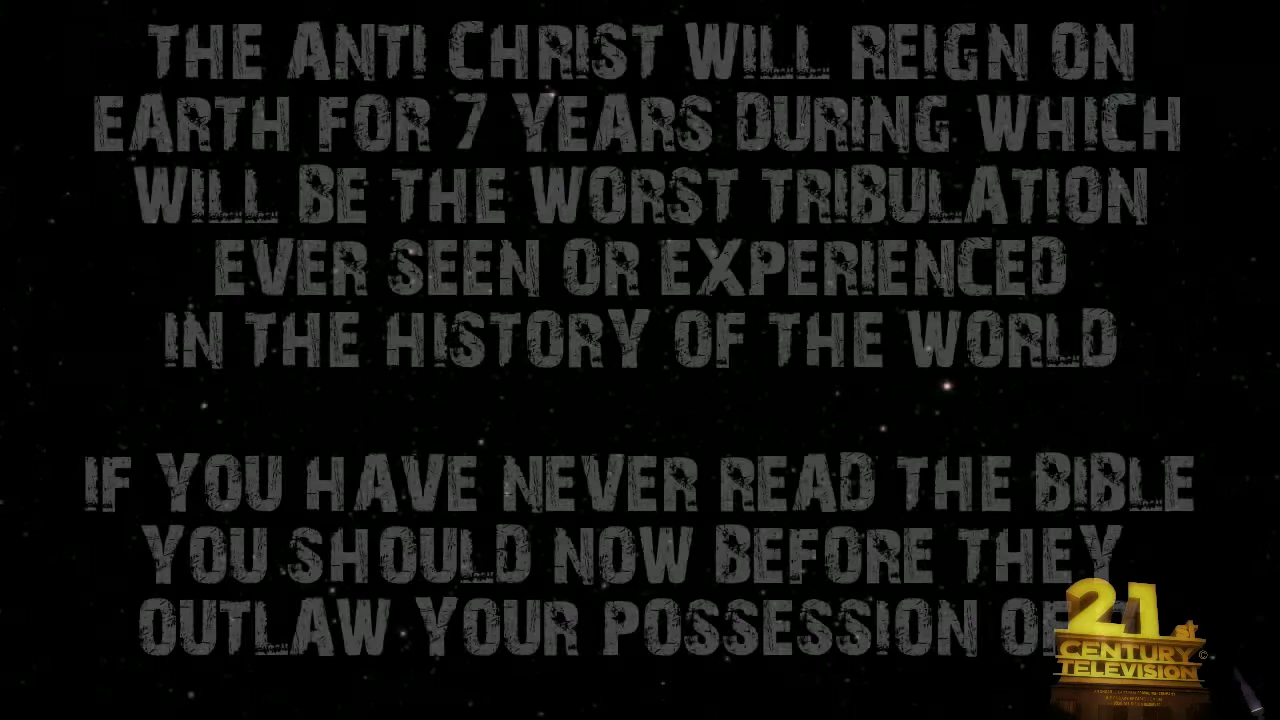 THE ANTI CHRIST WILL REIGN ON
EARTH FOR 7 YEARS DURING WHICH
WILL BE THE WORST TRIBULATION
EVER SEEN OR EXPERIENCED
IN THE HISTORY OF THE WORLD
IF YOU HAVE NEVER READ THE BIBLE
YOU SHOULD NOW BEFORE THEY
OUTLAW YOUR POSSESSION OF
21st
CENTURY ©
TELEVISION